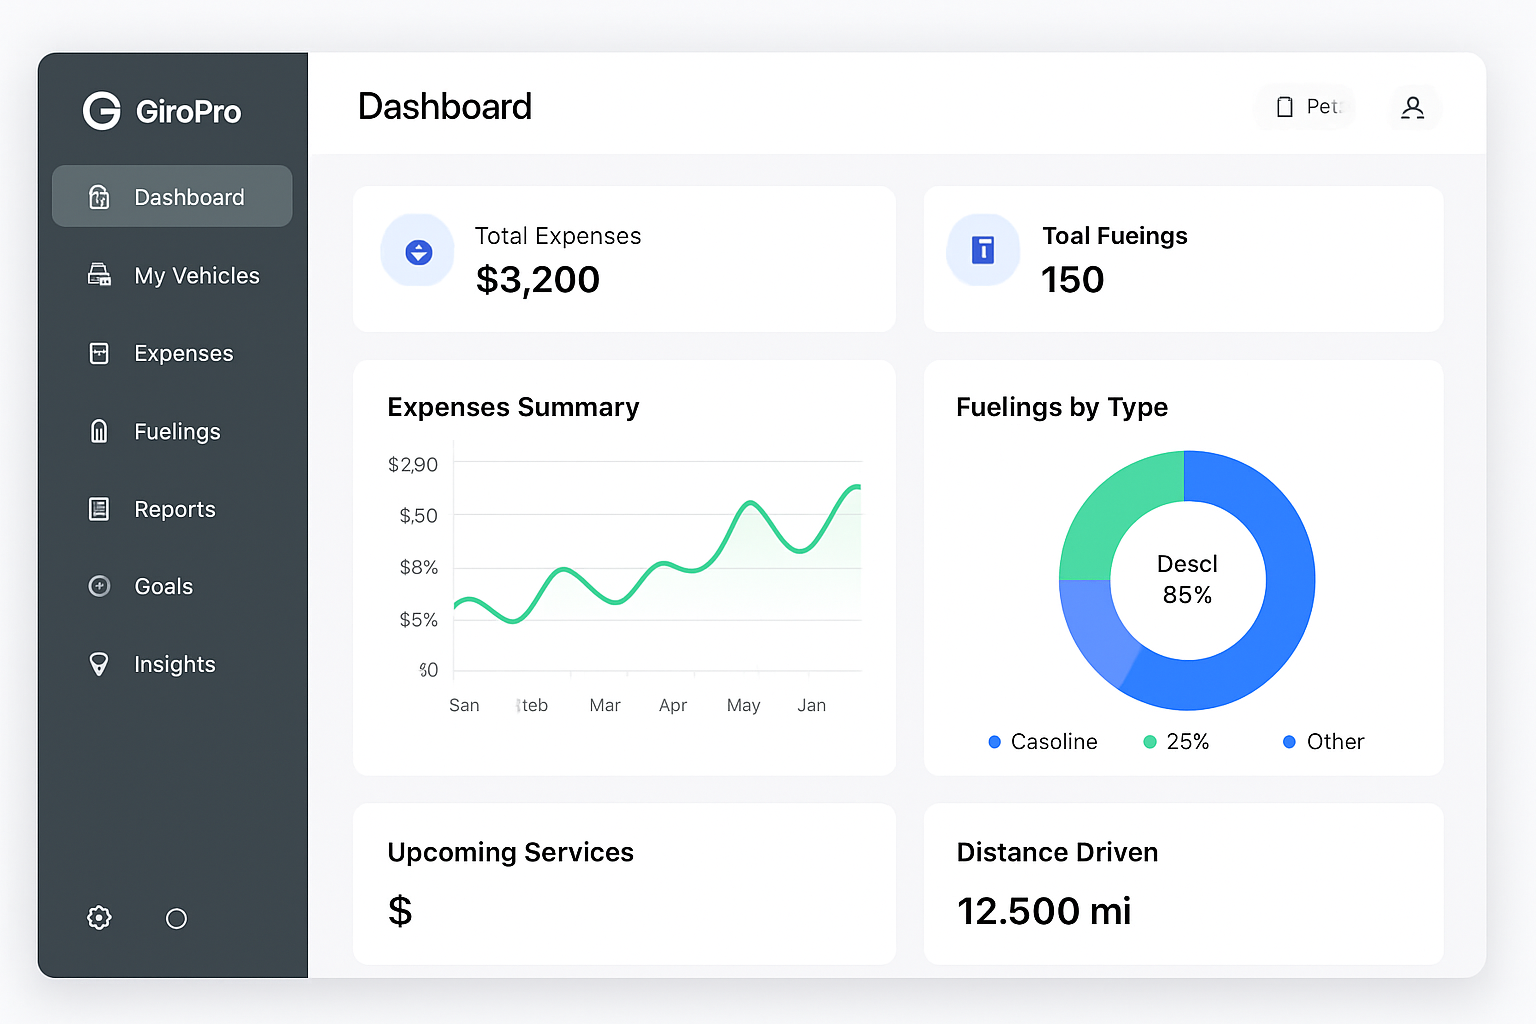 GiroPro
Dashboard
My Vehicles
Expenses
Fuelings
Reports
Goals
Insights
Dashboard
Pet
Total Expenses
$3,200
Toal Fueings
150
Expenses Summary
$2,90
$,50
$8%
$5%
$0
San
teb
Mar
Apr
May
Jan
Fuelings by Type
Descl
85%
Casoline
25%
Other
Upcoming Services
$
Distance Driven
12.500 mi